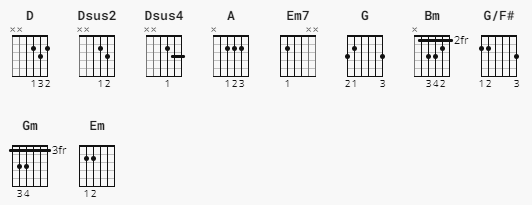 D Dsus2 Dsus4 A Em7 G Bm G/F#
×× ×× ×× × ×× ×
2fr
132 12 1 123 1 21 3 342 12 3
Gm Em
3fr
34 12